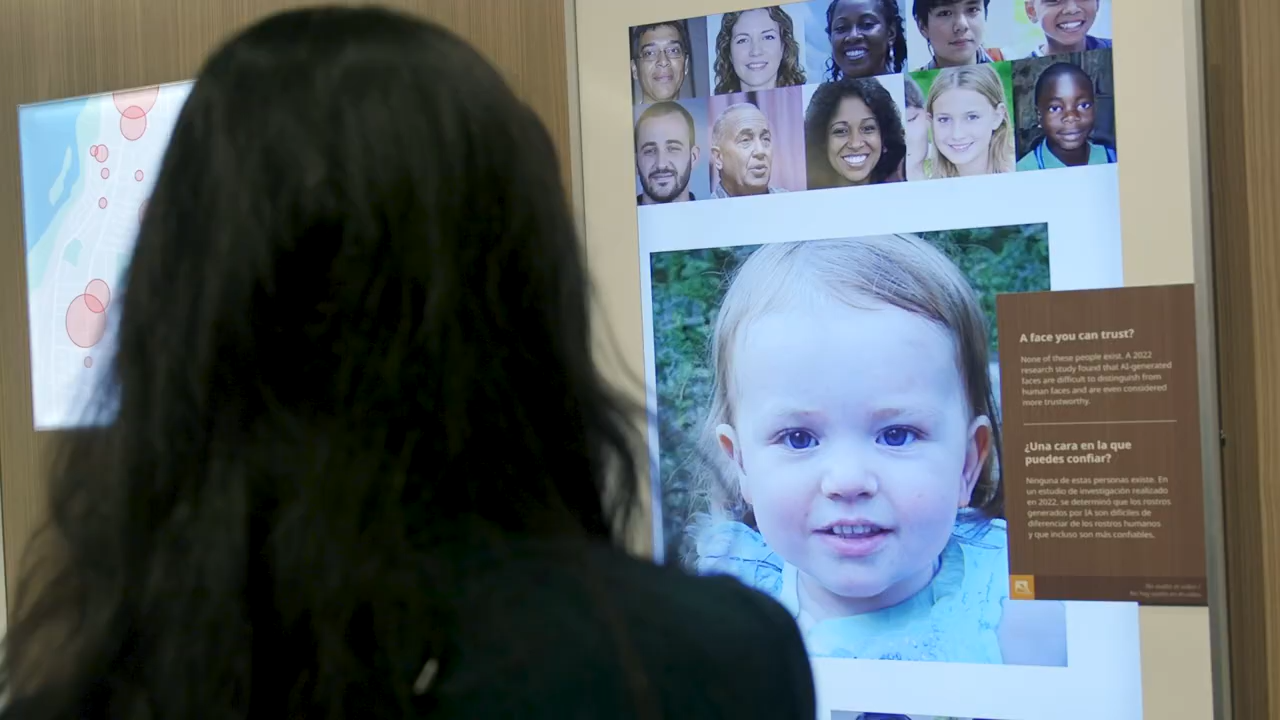 A face you can trust?
None of these people exist. A 2022
research study found that AI-generated
faces are difficult to distinguish from
human faces and are even considered
more trustworthy.
¿Una cara en la que
puedes confiar?
Ninguna de estas personas existe. En
un estudio de investigación realizado
en 2022, se determinó que los rostros
generados por IA son difíciles de
diferenciar de los rostros humanos
y que incluso son más confiables.